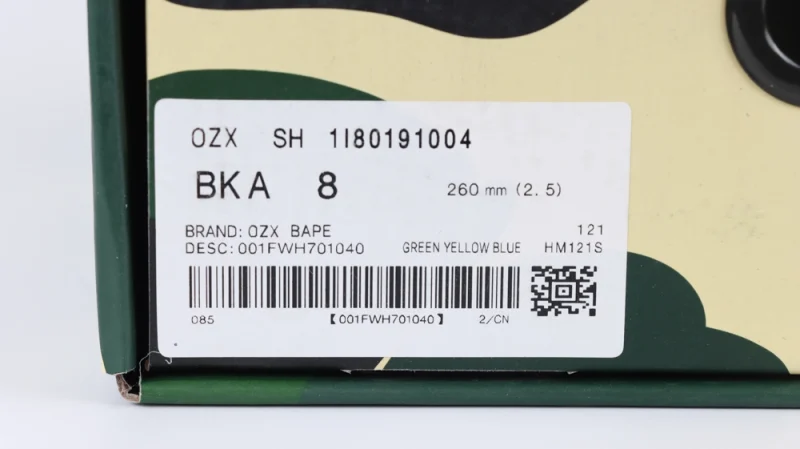 OZX SH 1I80191004
BKA 8 260 mm (2.5)
BRAND: OZX BAPE 121
DESC: 001FWH701040 GREEN YELLOW BLUE HM121S
085 【001FWH701040】 2/CN